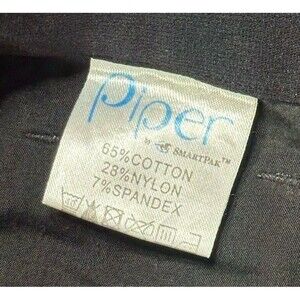 Piper
by SmartPak™
65%COTTON
28%NYLON
7%SPANDEX